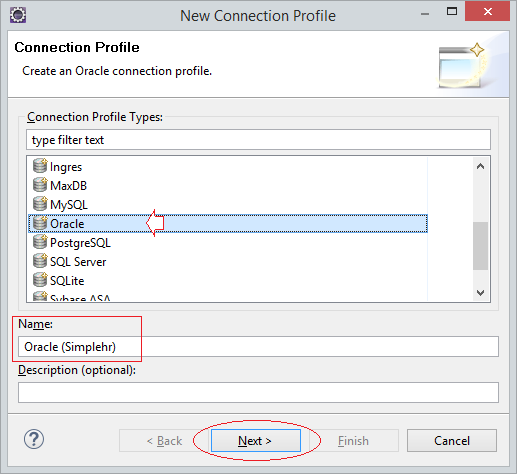 New Connection Profile
Connection Profile
Create an Oracle connection profile.
Connection Profile Types:
type filter text
Ingres
MaxDB
MySQL
Oracle
PostgreSQL
SQL Server
SQLite
Sybase ASA
Name:
Oracle (Simplehr)
Description (optional):
? < Back Next > Finish Cancel